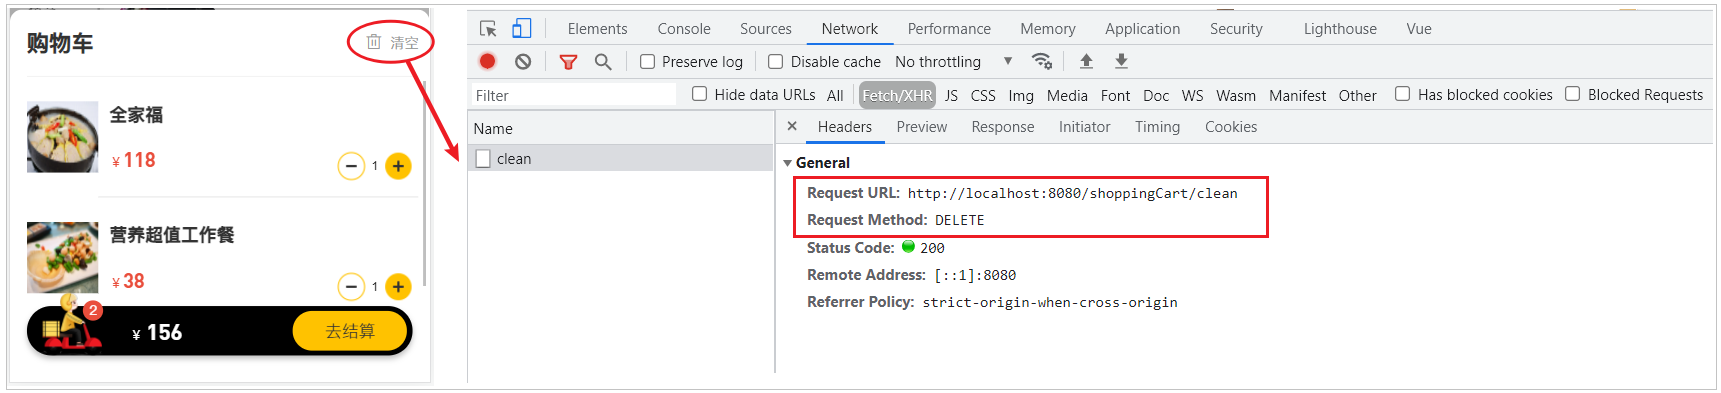 购物车
清空
全家福
¥118
1
营养超值工作餐
¥38
1
2
¥ 156
去结算
Elements Console Sources Network Performance Memory Application Security Lighthouse Vue
Preserve log Disable cache No throttling
Filter Hide data URLs All Fetch/XHR JS CSS Img Media Font Doc WS Wasm Manifest Other Has blocked cookies Blocked Requests
Name
clean
× Headers Preview Response Initiator Timing Cookies
General
Request URL: http://localhost:8080/shoppingCart/clean
Request Method: DELETE
Status Code: 200
Remote Address: [::1]:8080
Referrer Policy: strict-origin-when-cross-origin